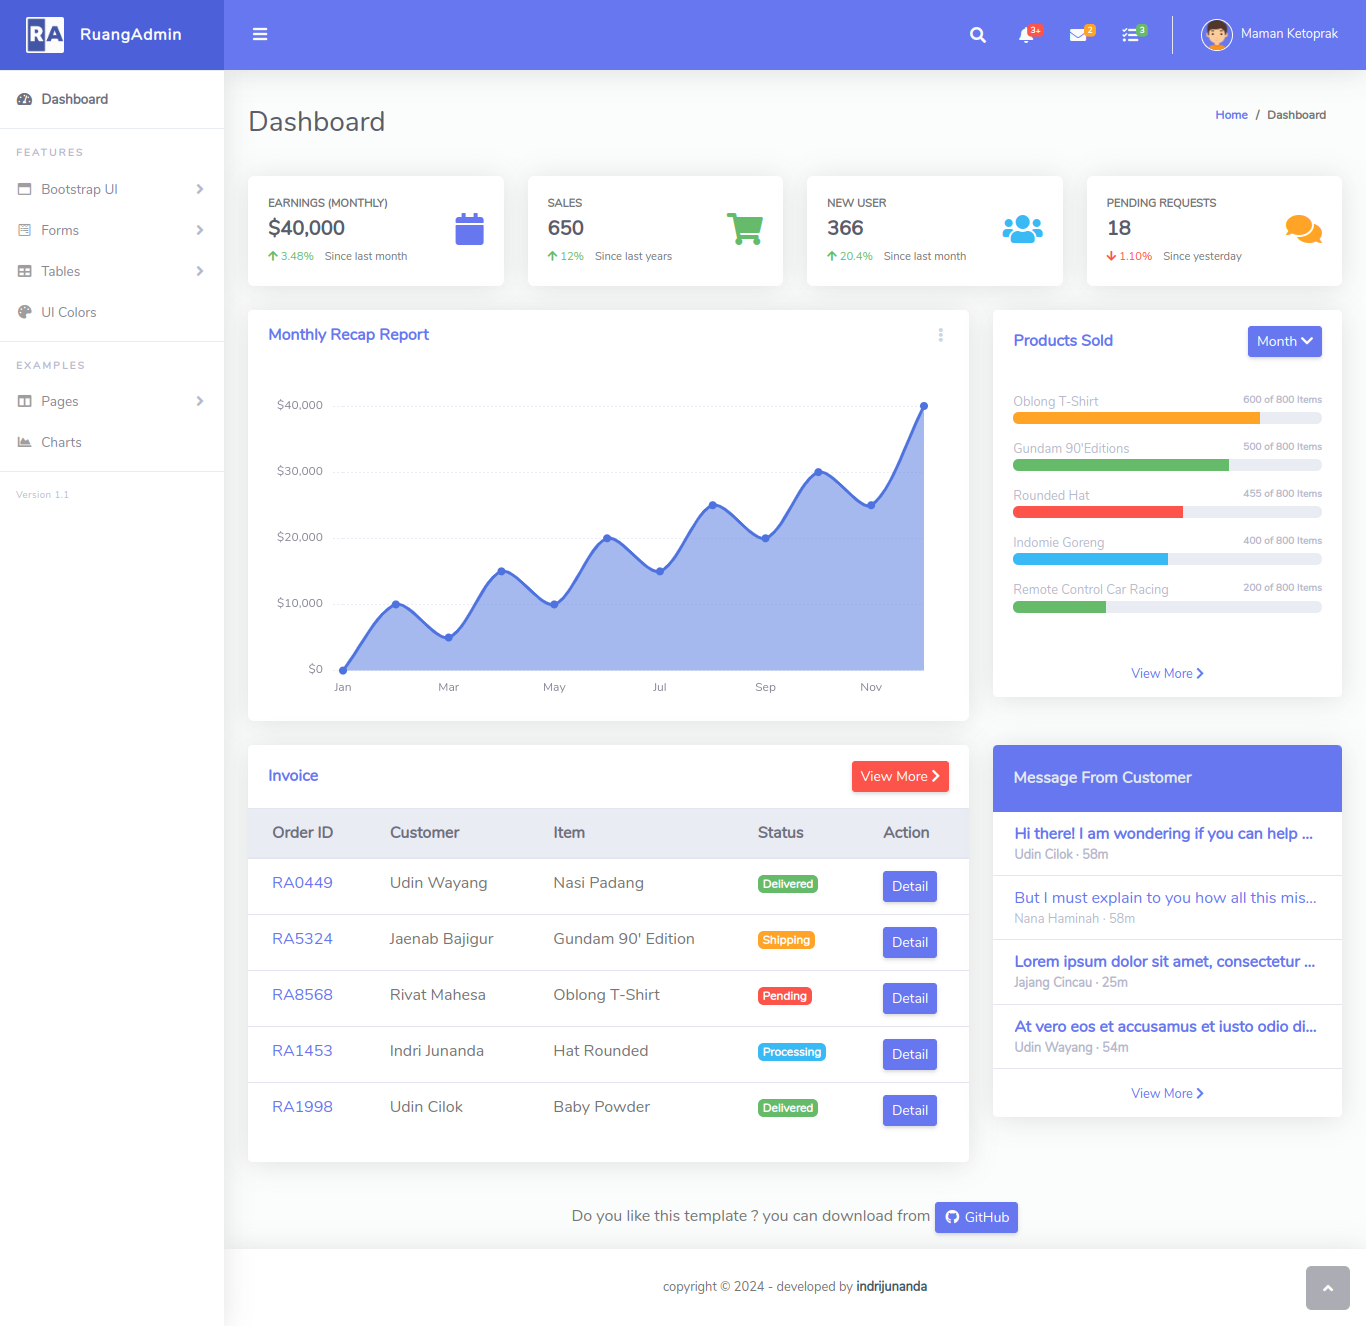 RA RuangAdmin
3+ 2 3 Maman Ketoprak
Dashboard
FEATURES
Bootstrap UI
Forms
Tables
UI Colors
EXAMPLES
Pages
Charts
Version 1.1
Dashboard
Home / Dashboard
EARNINGS (MONTHLY)
$40,000
3.48% Since last month
SALES
650
12% Since last years
NEW USER
366
20.4% Since last month
PENDING REQUESTS
18
1.10% Since yesterday
Monthly Recap Report
$40,000
$30,000
$20,000
$10,000
$0
Jan Mar May Jul Sep Nov
Products Sold Month
Oblong T-Shirt 600 of 800 Items
Gundam 90'Editions 500 of 800 Items
Rounded Hat 455 of 800 Items
Indomie Goreng 400 of 800 Items
Remote Control Car Racing 200 of 800 Items
View More
Invoice View More
Order ID Customer Item Status Action
RA0449 Udin Wayang Nasi Padang Delivered Detail
RA5324 Jaenab Bajigur Gundam 90' Edition Shipping Detail
RA8568 Rivat Mahesa Oblong T-Shirt Pending Detail
RA1453 Indri Junanda Hat Rounded Processing Detail
RA1998 Udin Cilok Baby Powder Delivered Detail
Message From Customer
Hi there! I am wondering if you can help ...
Udin Cilok · 58m
But I must explain to you how all this mis...
Nana Haminah · 58m
Lorem ipsum dolor sit amet, consectetur ...
Jajang Cincau · 25m
At vero eos et accusamus et iusto odio di...
Udin Wayang · 54m
View More
Do you like this template ? you can download from GitHub
copyright © 2024 - developed by indrijunanda